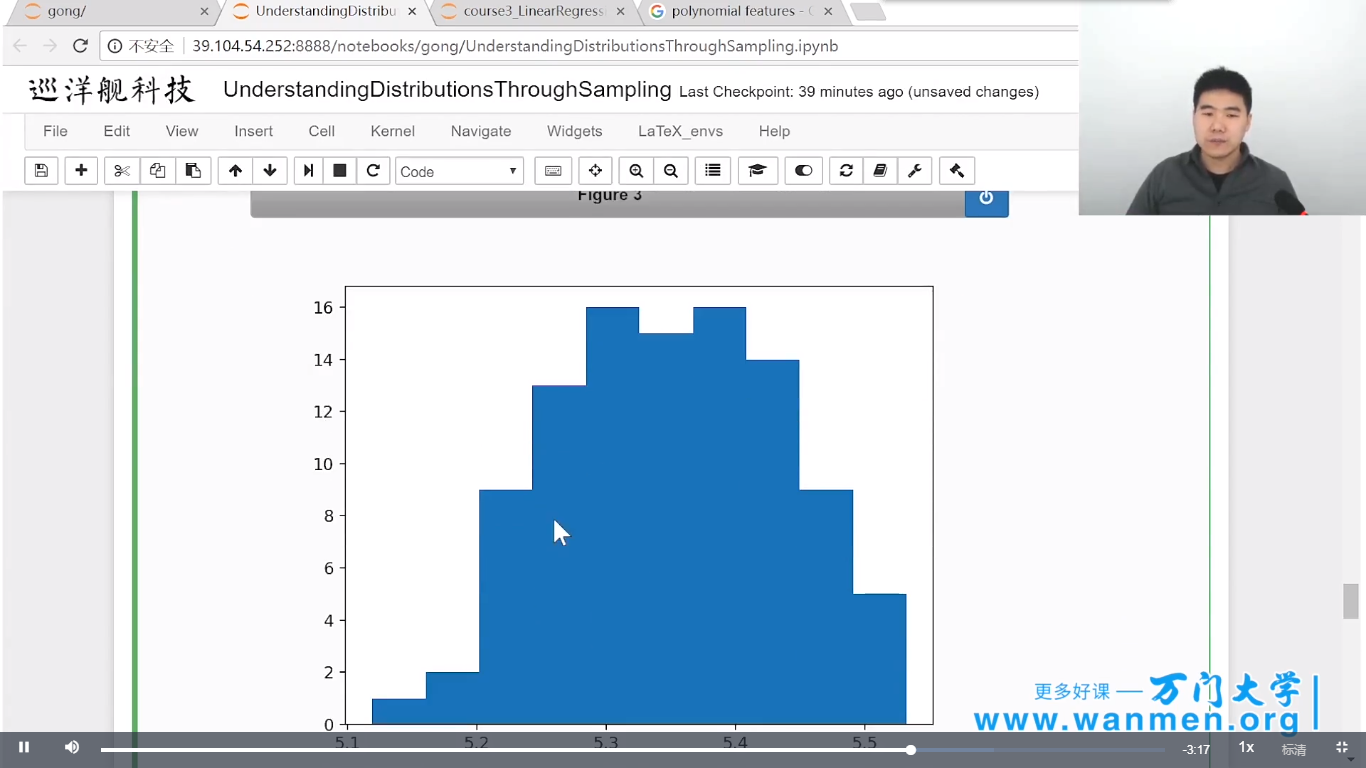 gong/
UnderstandingDistribu
course3_LinearRegress
polynomial features - G
不安全 39.104.54.252:8888/notebooks/gong/UnderstandingDistributionsThroughSampling.ipynb
巡洋舰科技 UnderstandingDistributionsThroughSampling Last Checkpoint: 39 minutes ago (unsaved changes)
File Edit View Insert Cell Kernel Navigate Widgets LaTeX_envs Help
Code
Figure 3
16
14
12
10
8
6
4
2
0
5.1 5.2 5.3 5.4 5.5
更多好课 — 万门大学
www.wanmen.org
-3:17 1x 标清